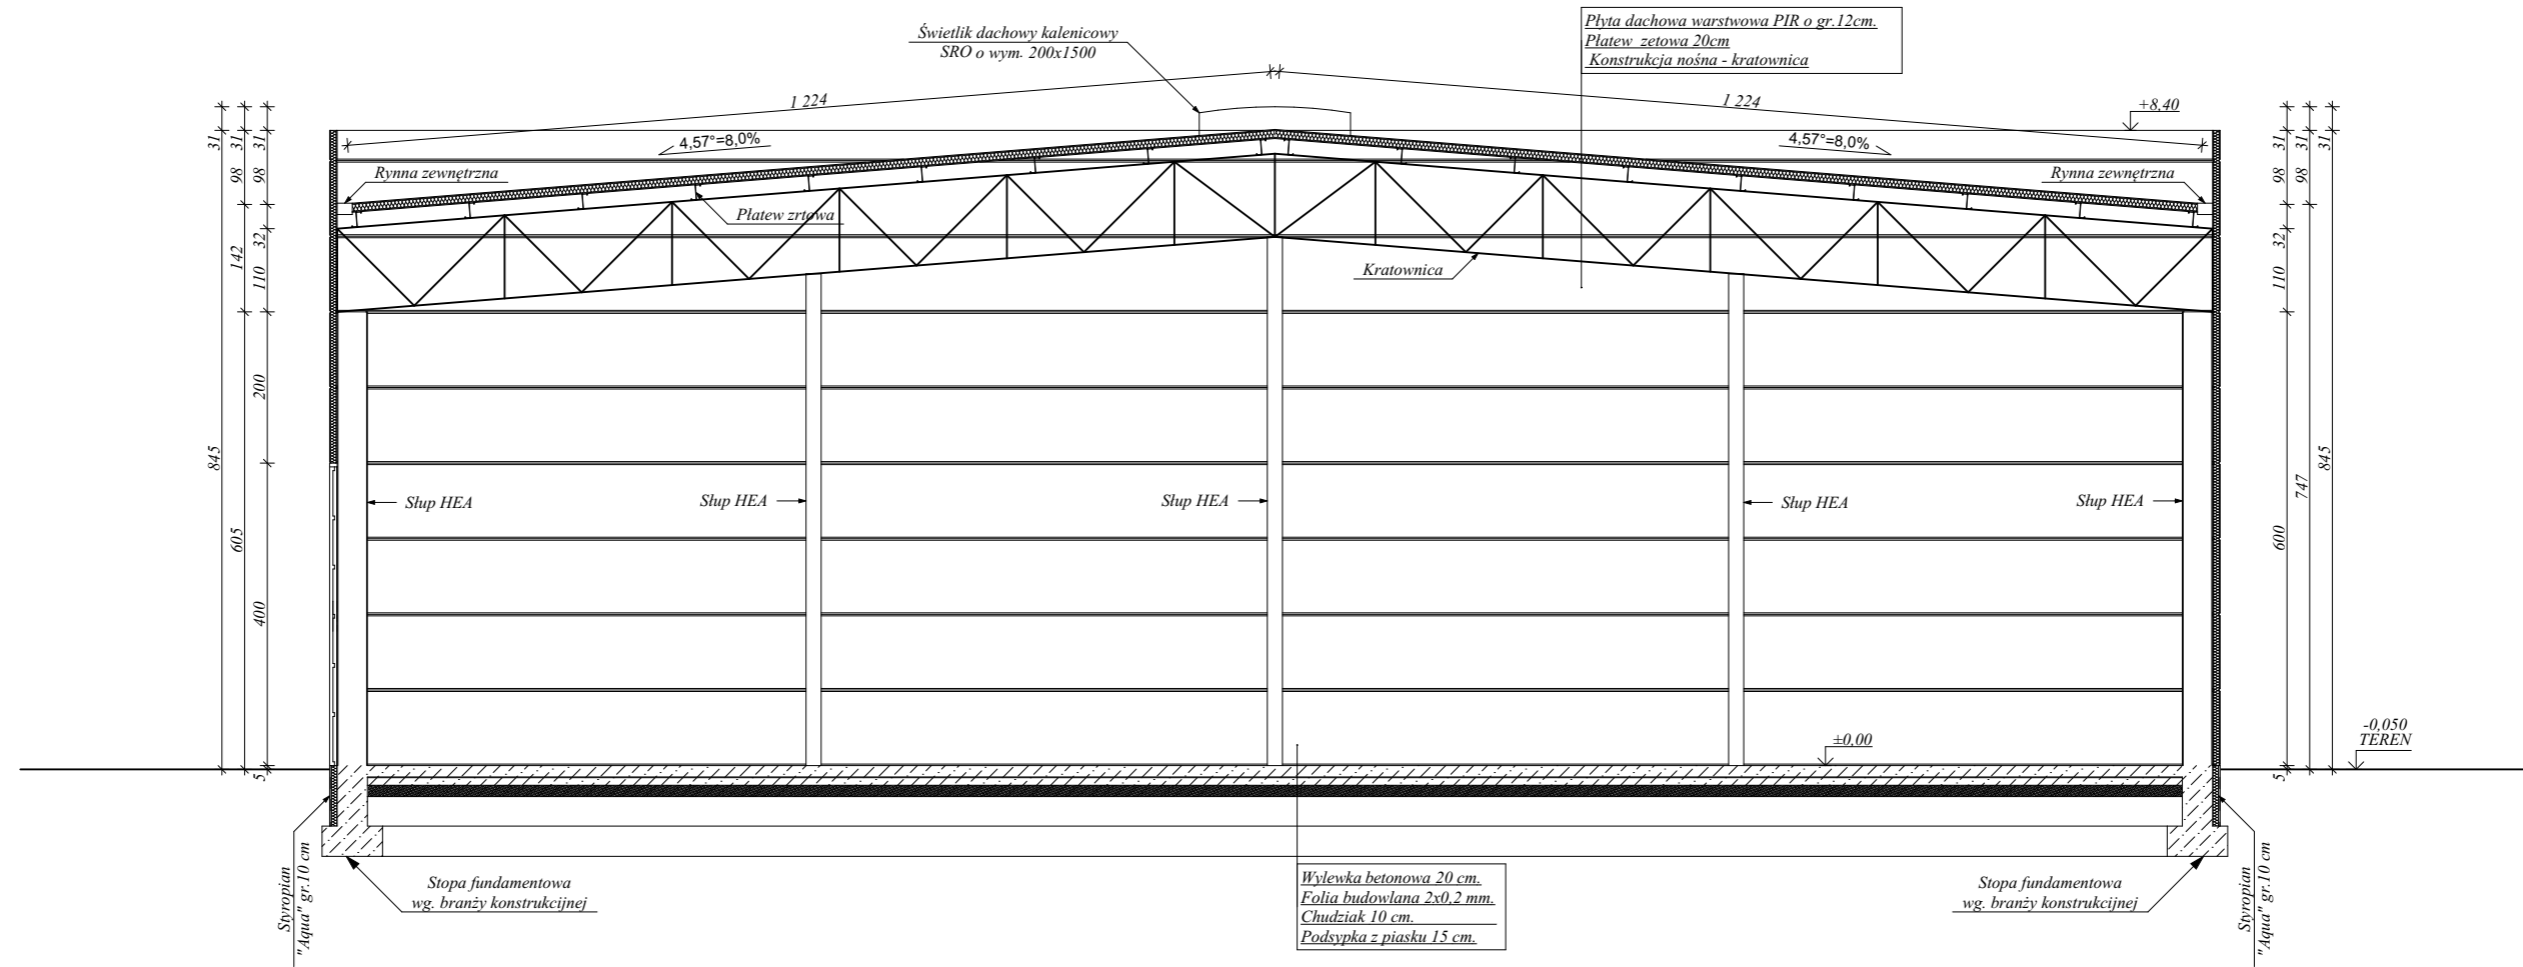 Świetlik dachowy kalenicowy
SRO o wym. 200x1500
Płyta dachowa warstwowa PIR o gr.12cm.
Płatew zetowa 20cm
Konstrukcja nośna - kratownica
1 224
1 224
+8,40
4,57°=8,0%
4,57°=8,0%
31
31
31
98
98
Rynna zewnętrzna
Płatew zrtowa
Rynna zewnętrzna
31
31
31
98
98
142
32
110
Kratownica
32
110
200
845
605
400
5
Słup HEA
Słup HEA
Słup HEA
Słup HEA
Słup HEA
600
747
845
5
±0,00
-0,050
TEREN
Styropian
"Aqua" gr.10 cm
Stopa fundamentowa
wg. branży konstrukcijnej
Wylewka betonowa 20 cm.
Folia budowlana 2x0,2 mm.
Chudziak 10 cm.
Podsypka z piasku 15 cm.
Stopa fundamentowa
wg. branży konstrukcijnej
Styropian
"Aqua" gr.10 cm